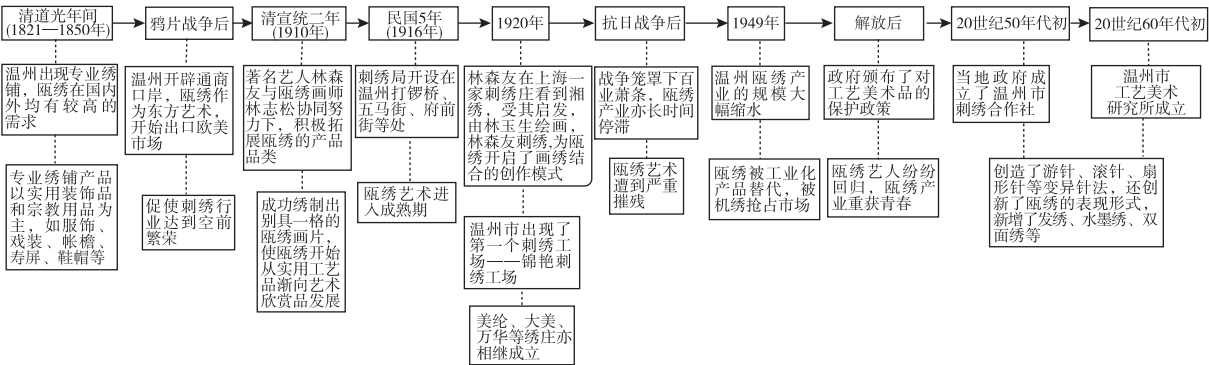 清道光年间
(1821—1850年)
温州出现专业绣
铺，瓯绣在国内
外均有较高的
需求
专业绣铺产品
以实用装饰品
和宗教用品为
主，如服饰、
戏装、帐檐、
寿屏、鞋帽等
鸦片战争后
温州开辟通商
口岸，瓯绣作
为东方艺术，
开始出口欧美
市场
促使刺绣行
业达到空前
繁荣
清宣统二年
(1910年)
著名艺人林森
友与瓯绣画师
林志松协同努
力下，积极拓
展瓯绣的产品
品类
成功绣制出
别具一格的
瓯绣画片，
使瓯绣开始
从实用工艺
品渐向艺术
欣赏品发展
民国5年
(1916年)
刺绣局开设在
温州打锣桥、
五马街、府前
街等处
瓯绣艺术进
入成熟期
1920年
林森友在上海一
家刺绣庄看到湘
绣，受其启发，
由林玉生绘画，
林森友刺绣,为瓯
绣开启了画绣结
合的创作模式
温州市出现了
第一个刺绣工
场——锦艳刺
绣工场
美纶、大美、
万华等绣庄亦
相继成立
抗日战争后
战争笼罩下百
业萧条，瓯绣
产业亦长时间
停滞
瓯绣艺术
遭到严重
摧残
1949年
温州瓯绣产
业的规模大
幅缩水
瓯绣被工业化
产品替代，被
机绣抢占市场
解放后
政府颁布了对
工艺美术品的
保护政策
瓯绣艺人纷纷
回归，瓯绣产
业重获青春
20世纪50年代初
当地政府成
立了温州市
刺绣合作社
20世纪60年代初
温州市
工艺美术
研究所成立
创造了游针、滚针、扇
形针等变异针法，还创
新了瓯绣的表现形式，
新增了发绣、水墨绣、双
面绣等